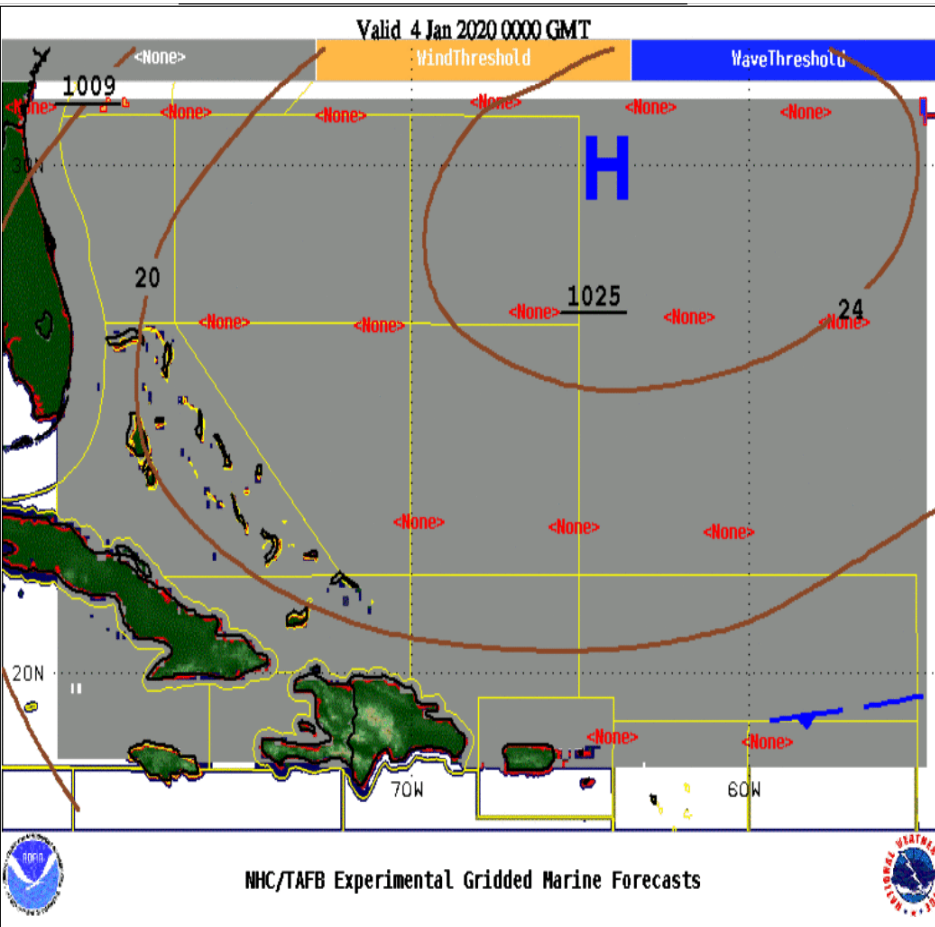 Valid 4 Jan 2020 0000 GMT
<None> WindThreshold WaveThreshold
1009
<None> <None> <None> <None> <None> <None>
30N
H
20
1025
24
<None> <None> <None> <None> <None>
<None> <None> <None>
20N
<None> <None>
70W 60W
NOAA
NHC/TAFB Experimental Gridded Marine Forecasts